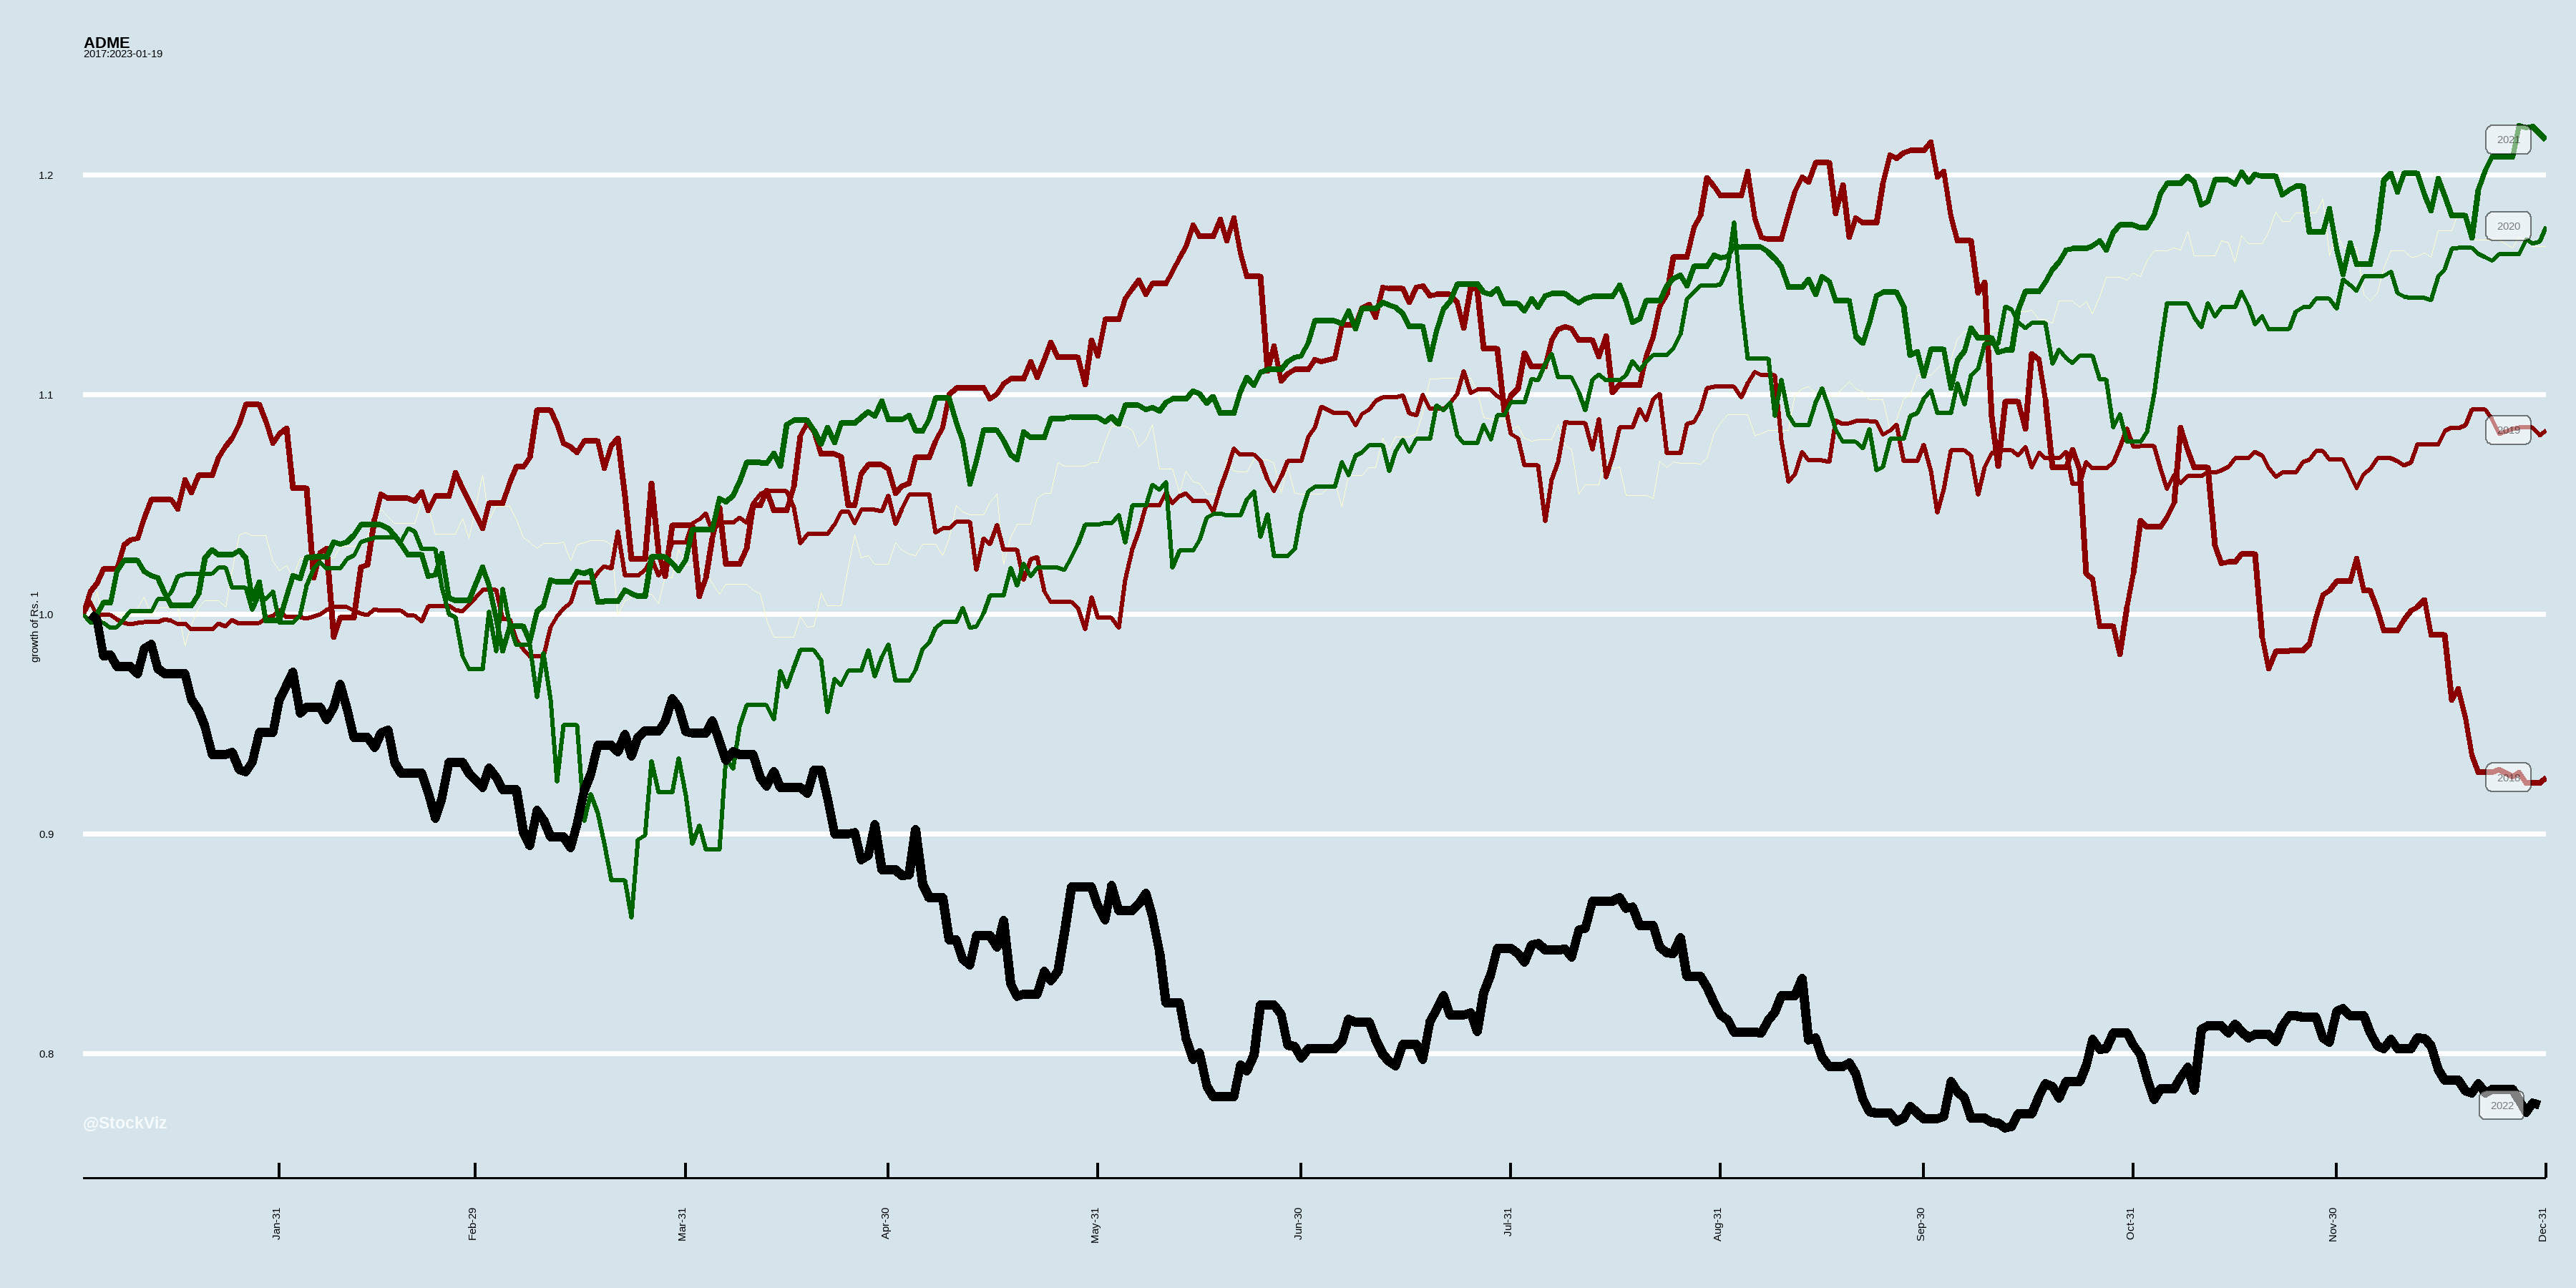 ADME
2017:2023-01-19
2021
1.2
2020
1.1
2019
1.0
growth of Rs. 1
2018
0.9
0.8
2022
@StockViz
Jan-31
Feb-29
Mar-31
Apr-30
May-31
Jun-30
Jul-31
Aug-31
Sep-30
Oct-31
Nov-30
Dec-31